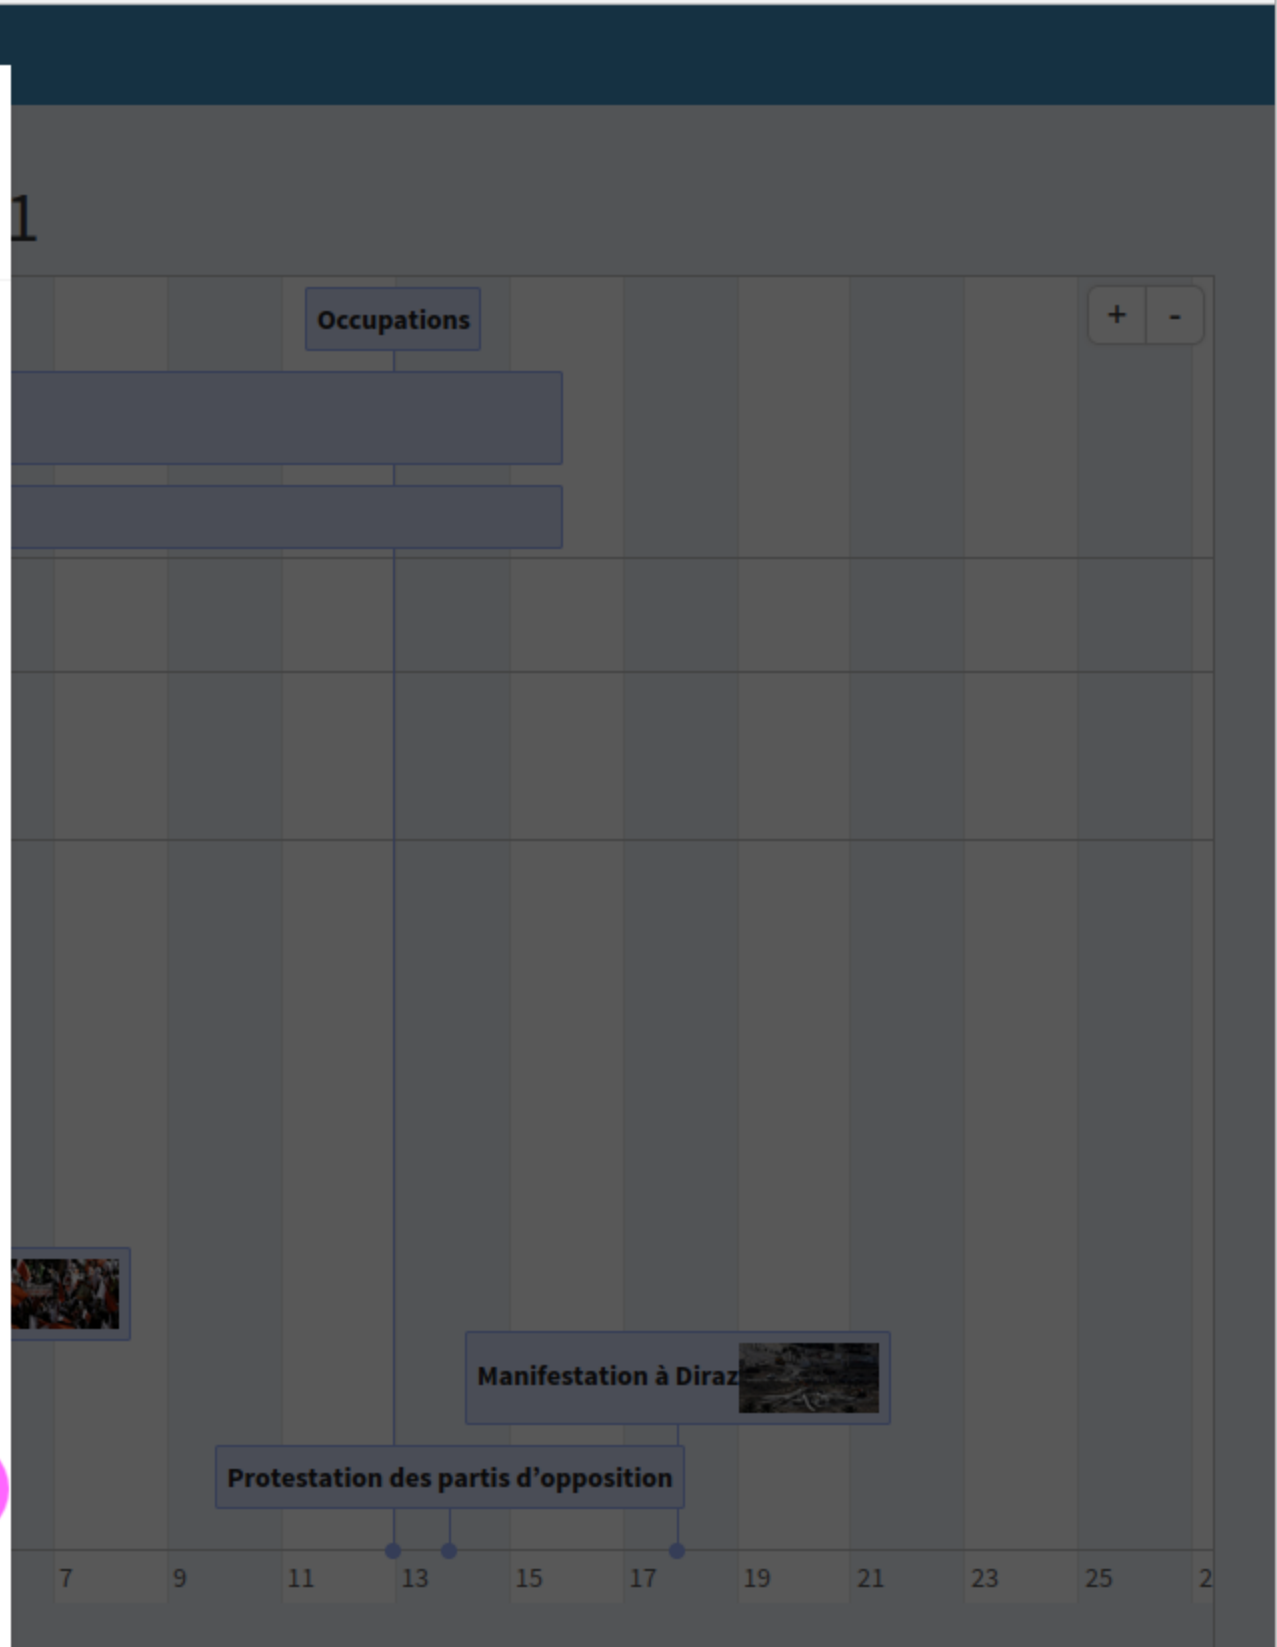 1
Occupations
+ -
Manifestation à Diraz
Protestation des partis d’opposition
7 9 11 13 15 17 19 21 23 25 2